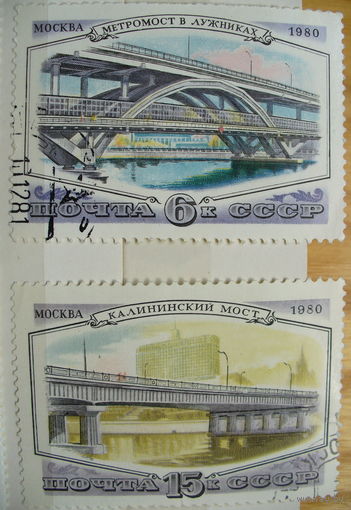 МОСКВА МЕТРОМОСТ В ЛУЖНИКАХ 1980
ПОЧТА 6К СССР
МОСКВА КАЛИНИНСКИЙ МОСТ 1980
ПОЧТА 15К СССР